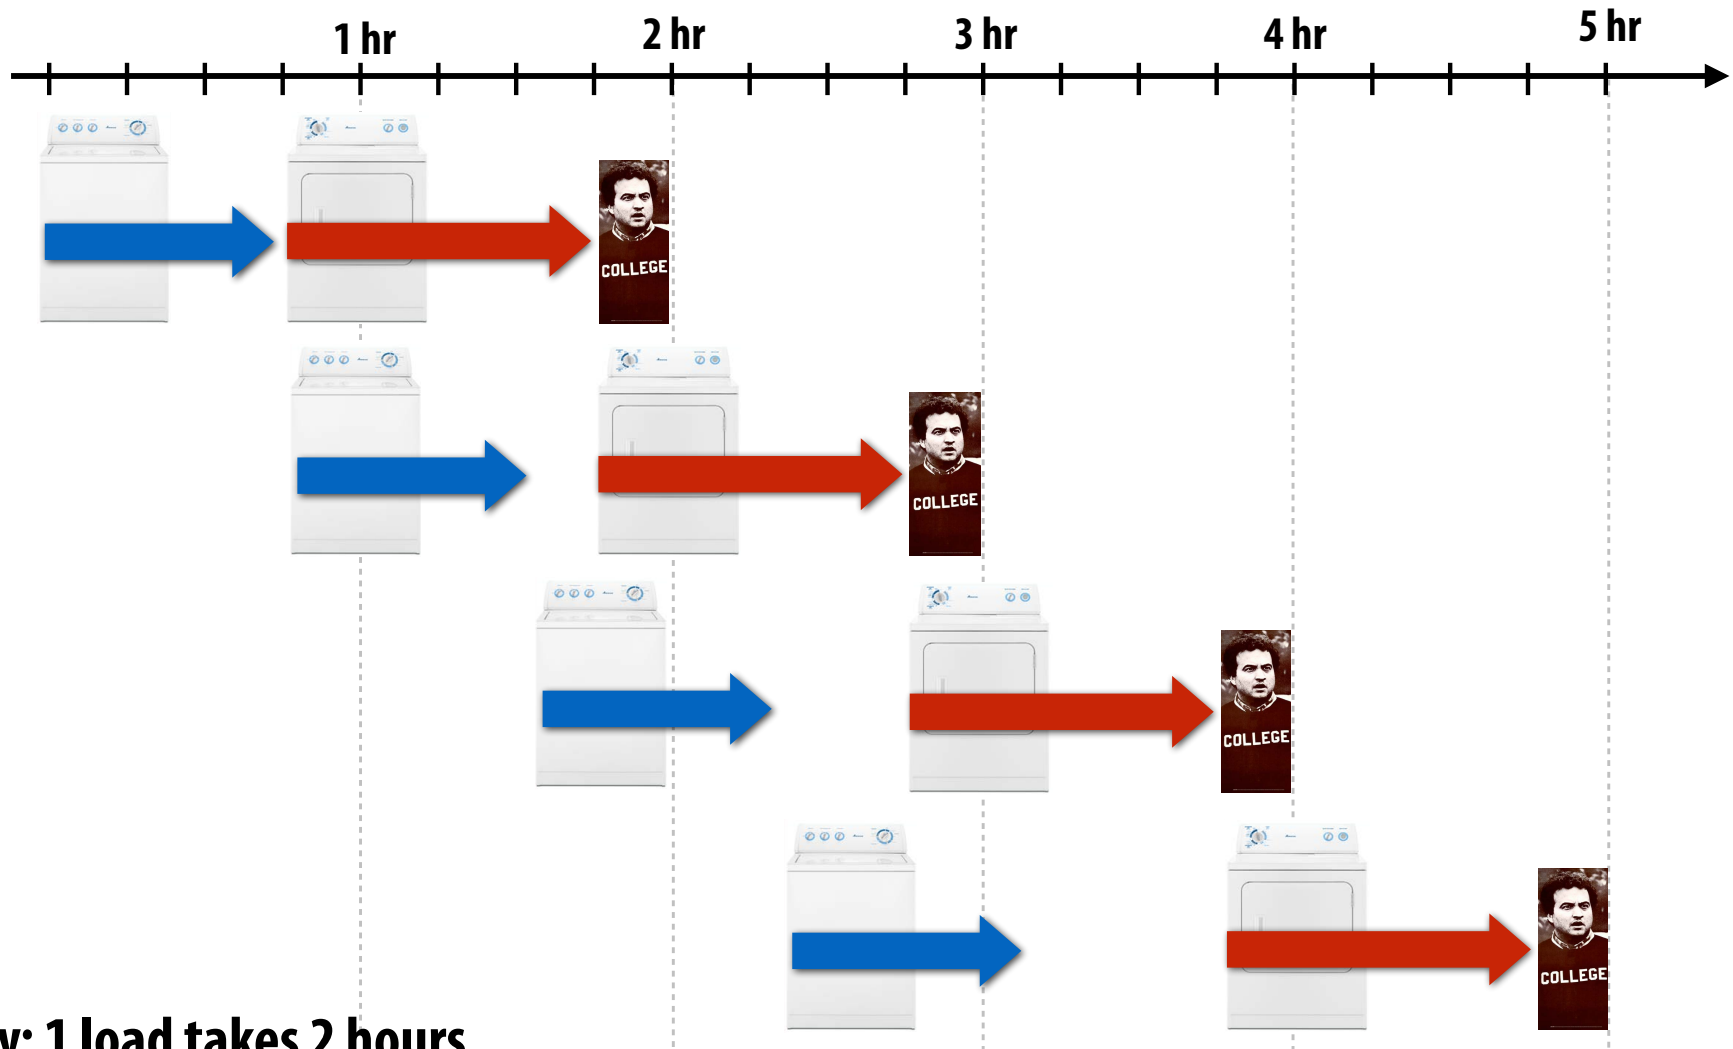 1 hr 2 hr 3 hr 4 hr 5 hr
COLLEGE
COLLEGE
COLLEGE
COLLEGE
y: 1 load takes 2 hours